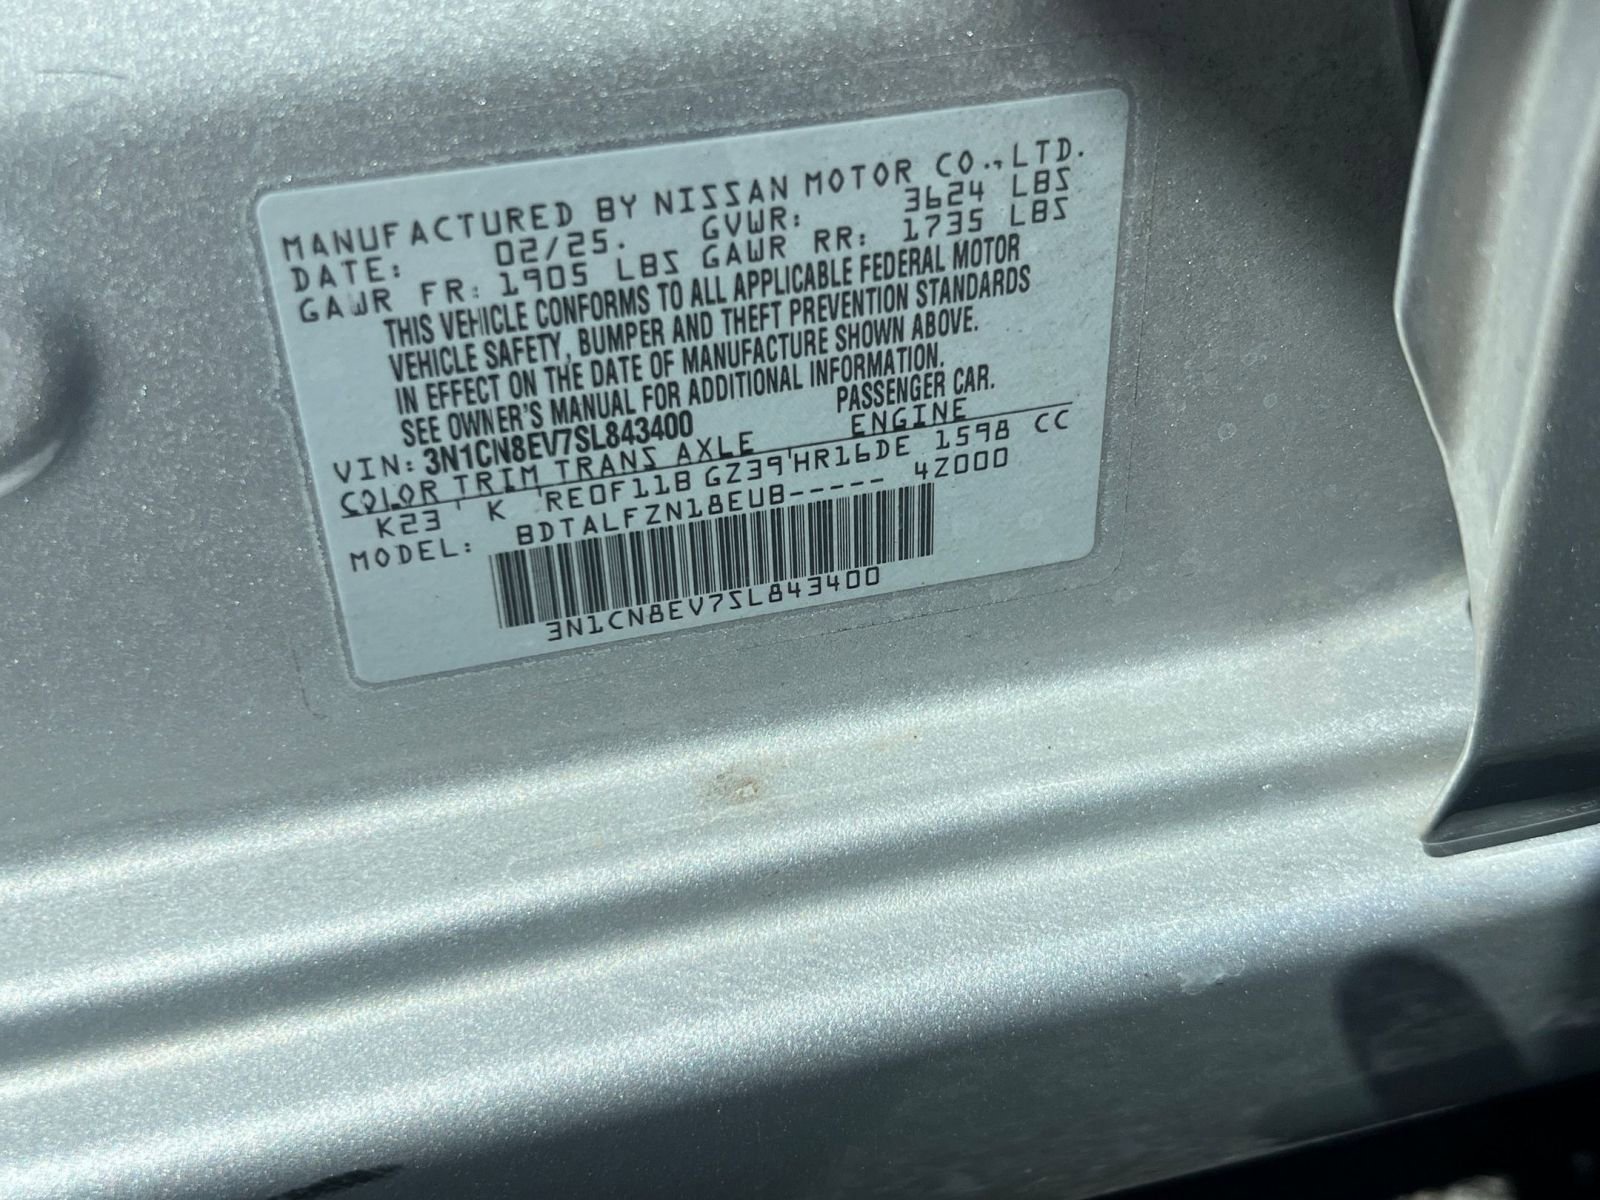 MANUFACTURED BY NISSAN MOTOR CO.,LTD.
DATE: 02/25. GVWR: 3624 LBS
GAWR FR: 1905 LBS GAWR RR: 1735 LBS
THIS VEHICLE CONFORMS TO ALL APPLICABLE FEDERAL MOTOR
VEHICLE SAFETY, BUMPER AND THEFT PREVENTION STANDARDS
IN EFFECT ON THE DATE OF MANUFACTURE SHOWN ABOVE.
SEE OWNER'S MANUAL FOR ADDITIONAL INFORMATION.
VIN: 3N1CN8EV7SL843400 PASSENGER CAR.
COLOR TRIM TRANS AXLE ENGINE
K23 K RE0F11B GZ39 HR16DE 1598 CC
MODEL: BDTALFZN18EUB----- 4Z000
3N1CN8EV7SL843400